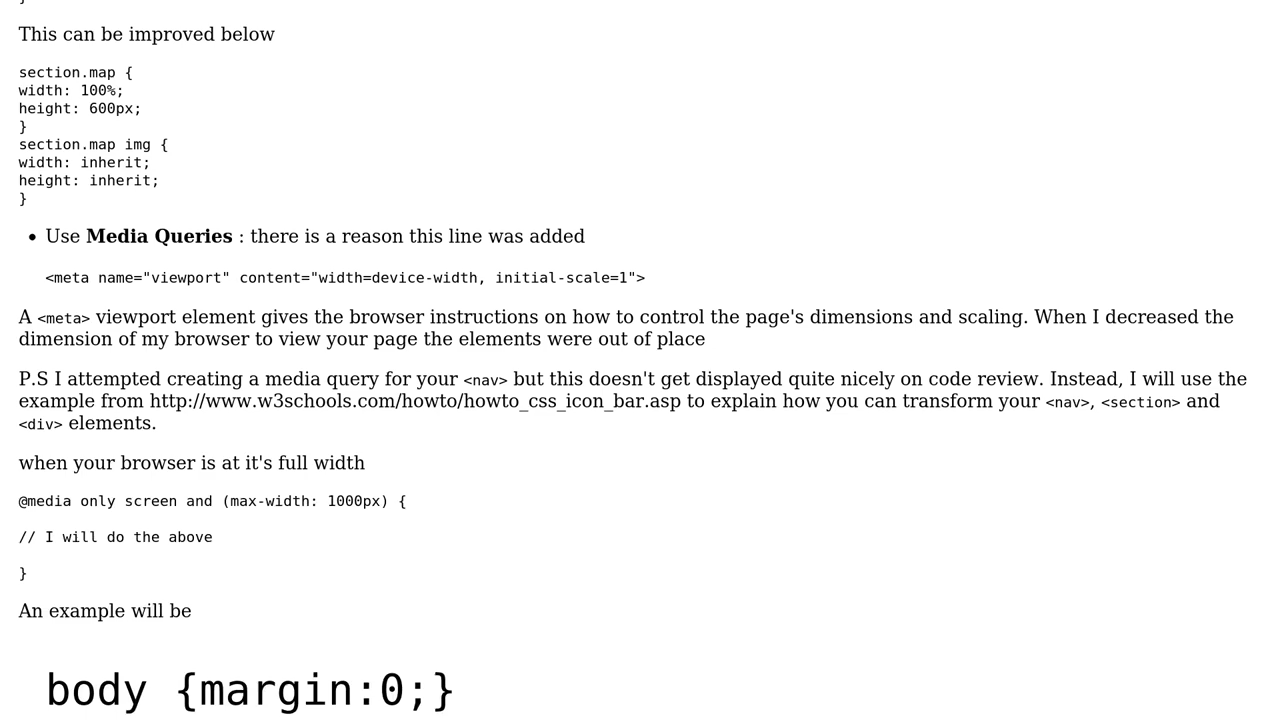 This can be improved below
section.map {
width: 100%;
height: 600px;
}
section.map img {
width: inherit;
height: inherit;
}
• Use Media Queries : there is a reason this line was added
<meta name="viewport" content="width=device-width, initial-scale=1">
A <meta> viewport element gives the browser instructions on how to control the page's dimensions and scaling. When I decreased the
dimension of my browser to view your page the elements were out of place
P.S I attempted creating a media query for your <nav> but this doesn't get displayed quite nicely on code review. Instead, I will use the
example from http://www.w3schools.com/howto/howto_css_icon_bar.asp to explain how you can transform your <nav>, <section> and
<div> elements.
when your browser is at it's full width
@media only screen and (max-width: 1000px) {
// I will do the above
}
An example will be
body {margin:0;}